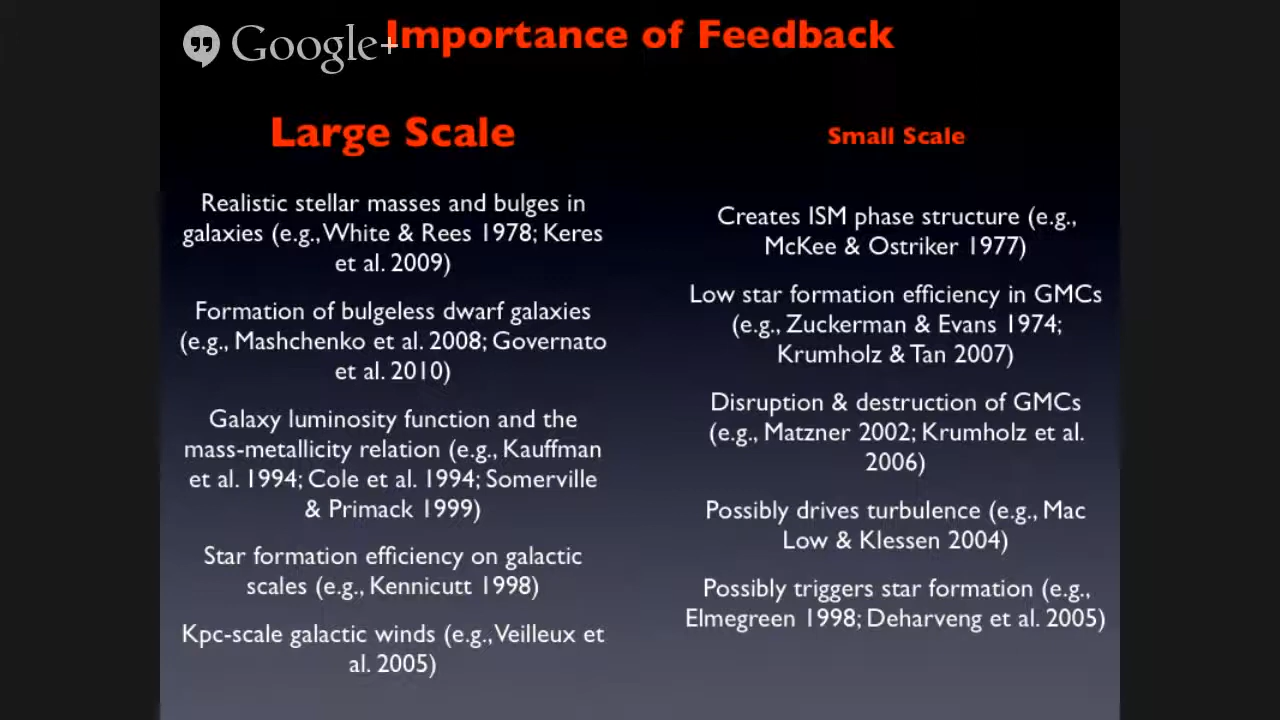 Google+
Importance of Feedback
Large Scale
Realistic stellar masses and bulges in
galaxies (e.g., White & Rees 1978; Keres
et al. 2009)
Formation of bulgeless dwarf galaxies
(e.g., Mashchenko et al. 2008; Governato
et al. 2010)
Galaxy luminosity function and the
mass-metallicity relation (e.g., Kauffman
et al. 1994; Cole et al. 1994; Somerville
& Primack 1999)
Star formation efficiency on galactic
scales (e.g., Kennicutt 1998)
Kpc-scale galactic winds (e.g., Veilleux et
al. 2005)
Small Scale
Creates ISM phase structure (e.g.,
McKee & Ostriker 1977)
Low star formation efficiency in GMCs
(e.g., Zuckerman & Evans 1974;
Krumholz & Tan 2007)
Disruption & destruction of GMCs
(e.g., Matzner 2002; Krumholz et al.
2006)
Possibly drives turbulence (e.g., Mac
Low & Klessen 2004)
Possibly triggers star formation (e.g.,
Elmegreen 1998; Deharveng et al. 2005)